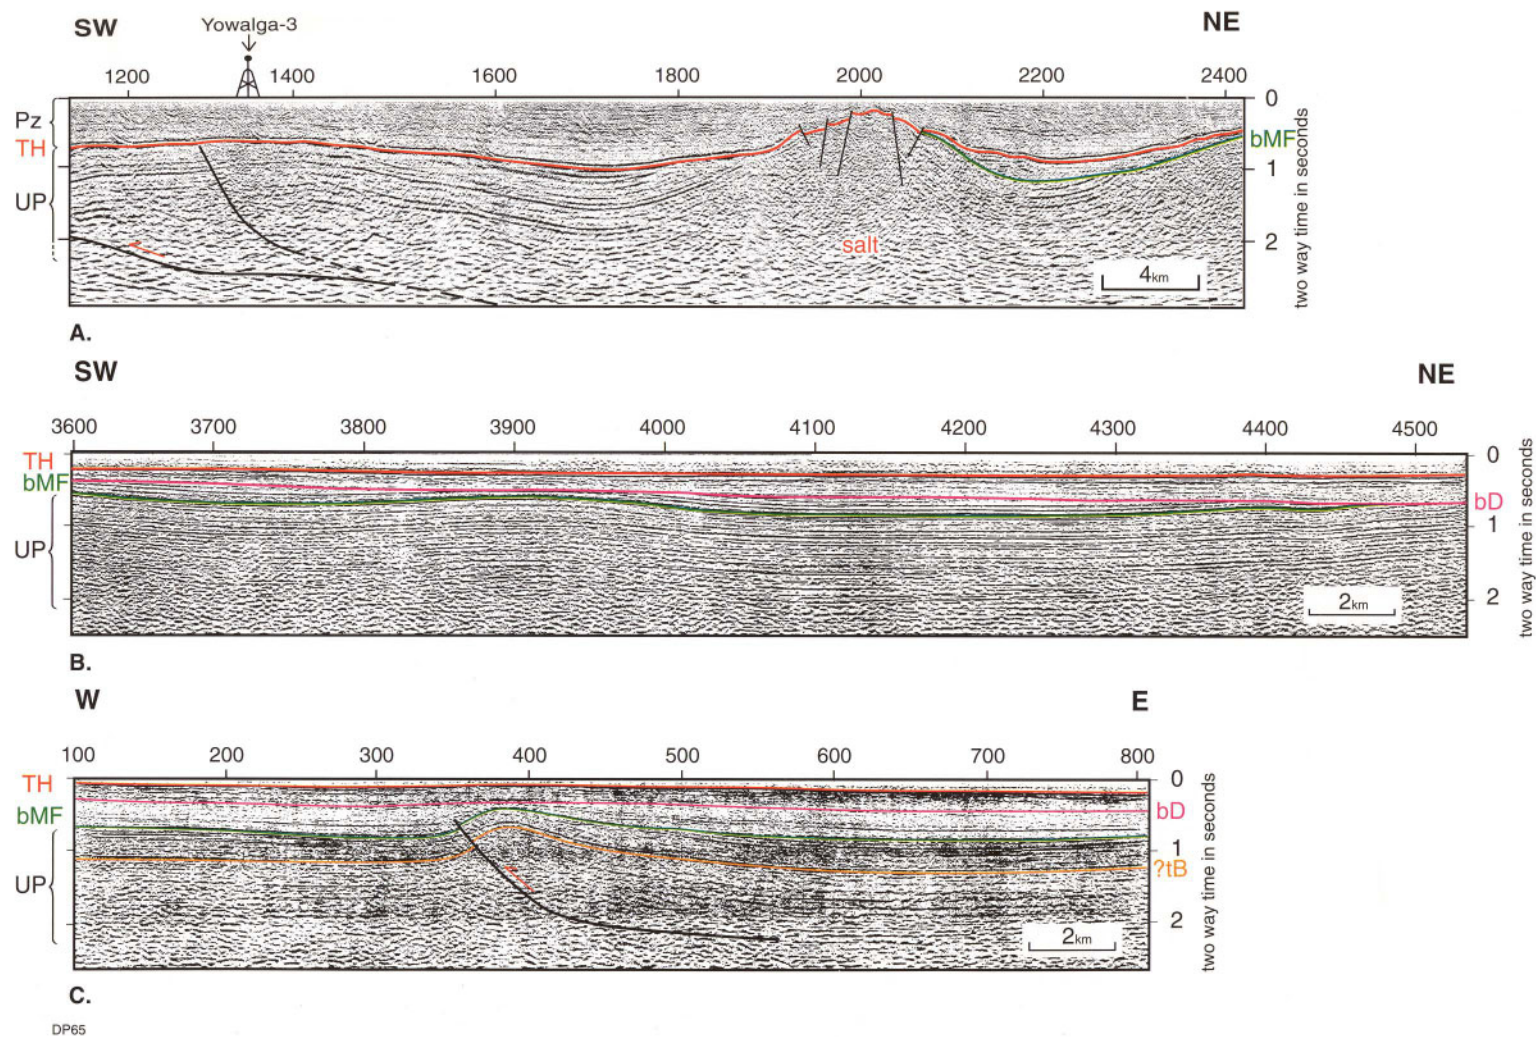 SW
Yowalga-3
NE
1200 1400 1600 1800 2000 2200 2400
Pz
TH
UP
0
bMF
1
2
two way time in seconds
salt
4km
A.
SW
NE
3600 3700 3800 3900 4000 4100 4200 4300 4400 4500
TH
bMF
UP
0
bD
1
2
two way time in seconds
2km
B.
W
E
100 200 300 400 500 600 700 800
TH
bMF
UP
0
bD
1
?tB
2
two way time in seconds
2km
C.
DP65